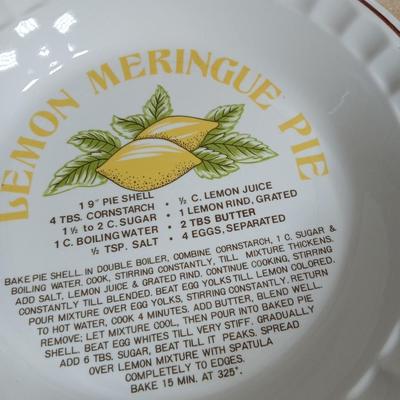 LEMON MERINGUE PIE
1 9" PIE SHELL • ⅓ C. LEMON JUICE
4 TBS. CORNSTARCH • 1 LEMON RIND, GRATED
1 ½ to 2 C. SUGAR • 2 TBS BUTTER
1 C. BOILING WATER • 4 EGGS, SEPARATED
½ TSP. SALT
BAKE PIE SHELL. IN DOUBLE BOILER, COMBINE CORNSTARCH, 1 C. SUGAR &
BOILING WATER. COOK, STIRRING CONSTANTLY, TILL MIXTURE THICKENS.
ADD SALT, LEMON JUICE & GRATED RIND. CONTINUE COOKING, STIRRING
CONSTANTLY TILL BLENDED. BEAT EGG YOLKS TILL LEMON COLORED.
POUR MIXTURE OVER EGG YOLKS, STIRRING CONSTANTLY. RETURN
TO HOT WATER, COOK 4 MINUTES. ADD BUTTER, BLEND WELL.
REMOVE; LET MIXTURE COOL, THEN POUR INTO BAKED PIE
SHELL. BEAT EGG WHITES TILL VERY STIFF. GRADUALLY
ADD 6 TBS. SUGAR, BEAT TILL IT PEAKS. SPREAD
OVER LEMON MIXTURE WITH SPATULA
COMPLETELY TO EDGES.
BAKE 15 MIN. AT 325°.